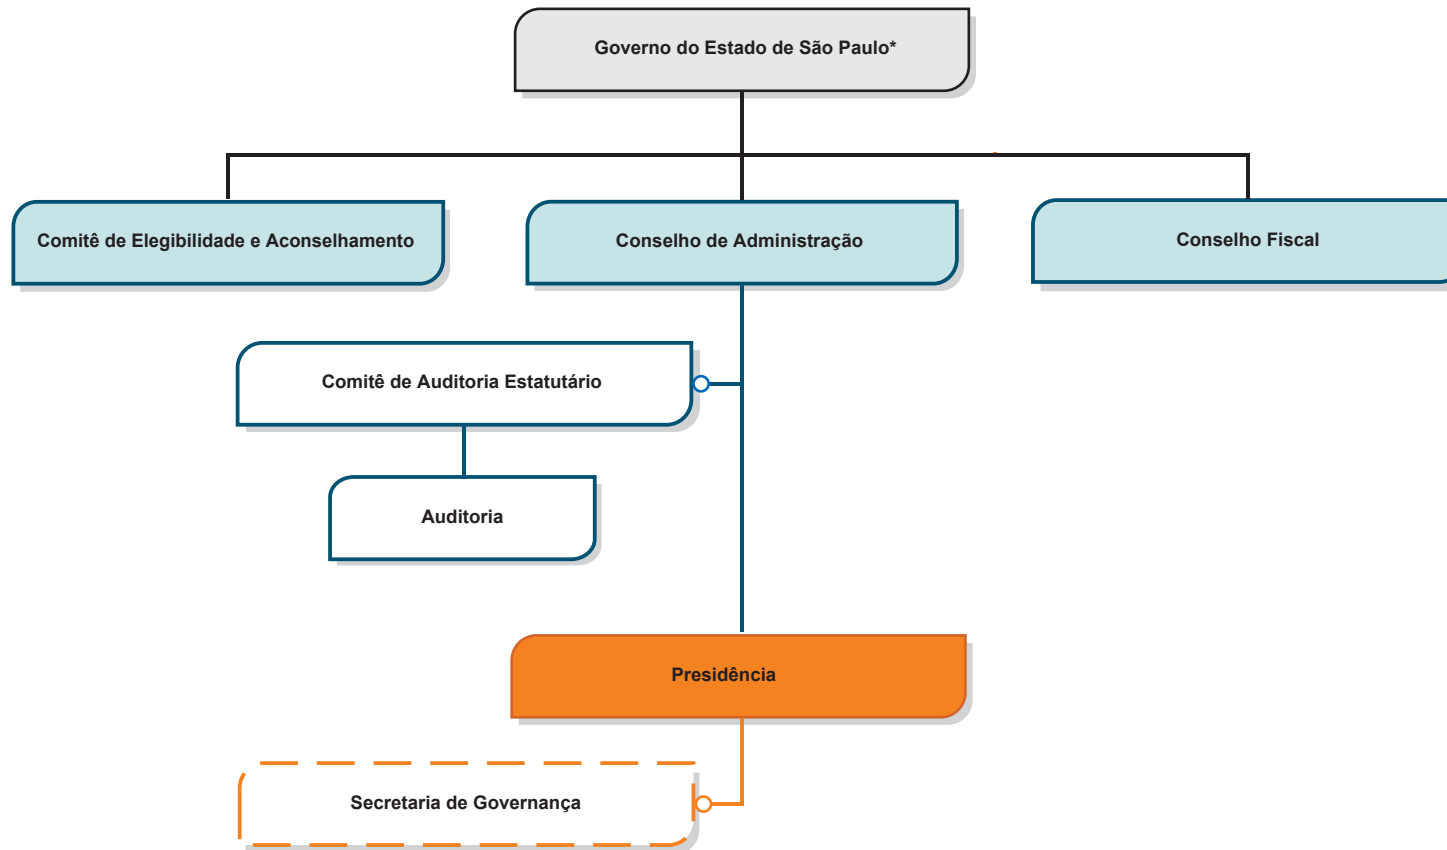 Governo do Estado de São Paulo*
Comitê de Elegibilidade e Aconselhamento
Conselho de Administração
Conselho Fiscal
Comitê de Auditoria Estatutário
Auditoria
Presidência
Secretaria de Governança